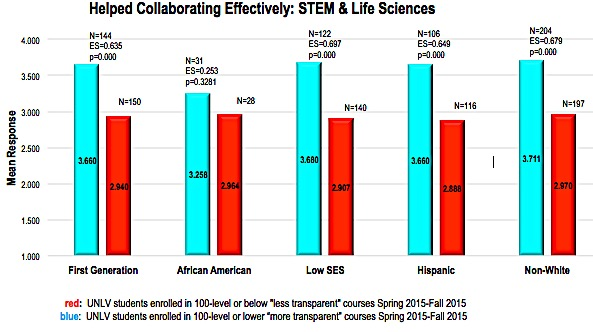 Helped Collaborating Effectively: STEM & Life Sciences
Mean Response
4.000
3.500
3.000
2.500
2.000
1.500
1.000
N=144
ES=0.635
p=0.000
N=150
3.660
2.940
First Generation
N=31
ES=0.253
p=0.3281
N=28
3.258
2.964
African American
N=122
ES=0.697
p=0.000
N=140
3.680
2.907
Low SES
N=106
ES=0.649
p=0.000
N=116
3.660
2.888
Hispanic
N=204
ES=0.679
p=0.000
N=197
3.711
2.970
Non-White
red: UNLV students enrolled in 100-level or below "less transparent" courses Spring 2015-Fall 2015
blue: UNLV students enrolled in 100-level or lower "more transparent" courses Spring 2015-Fall 2015